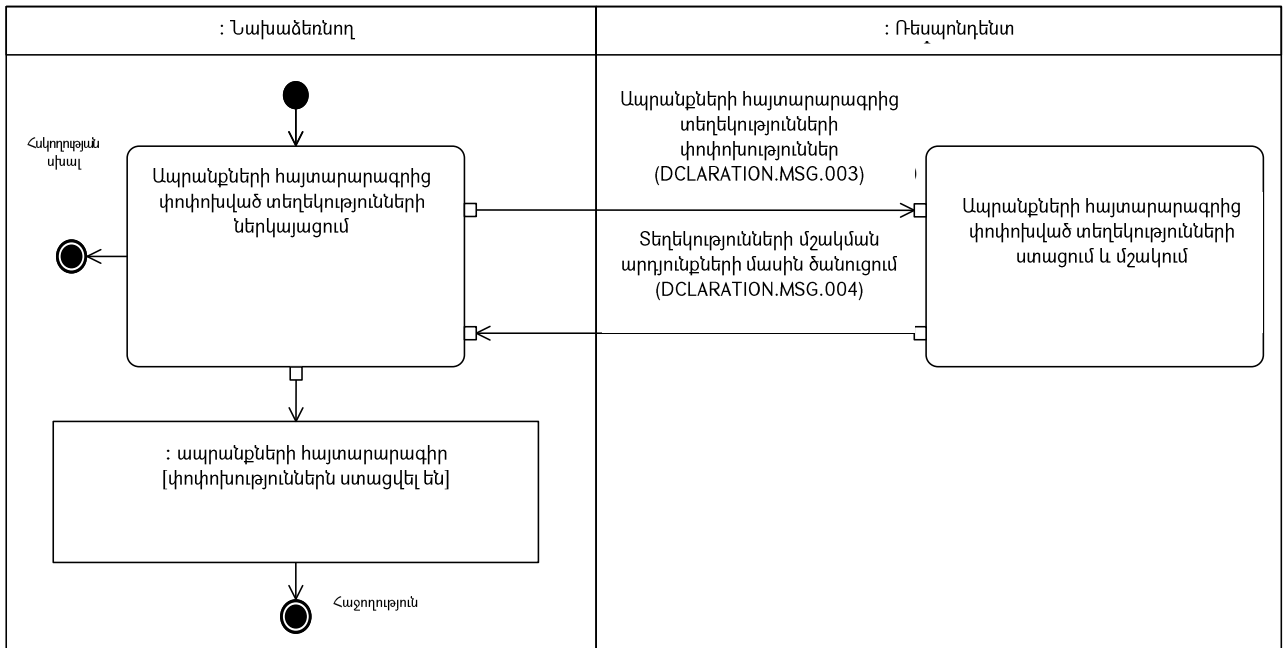 : Նախաձեռնող
: Ռեսպոնդենտ
Հսկողության
սխալ
Ապրանքների հայտարարագրից
փոփոխված տեղեկությունների
ներկայացում
Ապրանքների հայտարարագրից
տեղեկությունների
փոփոխություններ
(DCLARATION.MSG.003)
Տեղեկությունների մշակման
արդյունքների մասին ծանուցում
(DCLARATION.MSG.004)
Ապրանքների հայտարարագրից
փոփոխված տեղեկությունների
ստացում և մշակում
: ապրանքների հայտարարագիր
[փոփոխություններն ստացվել են]
Հաջողություն